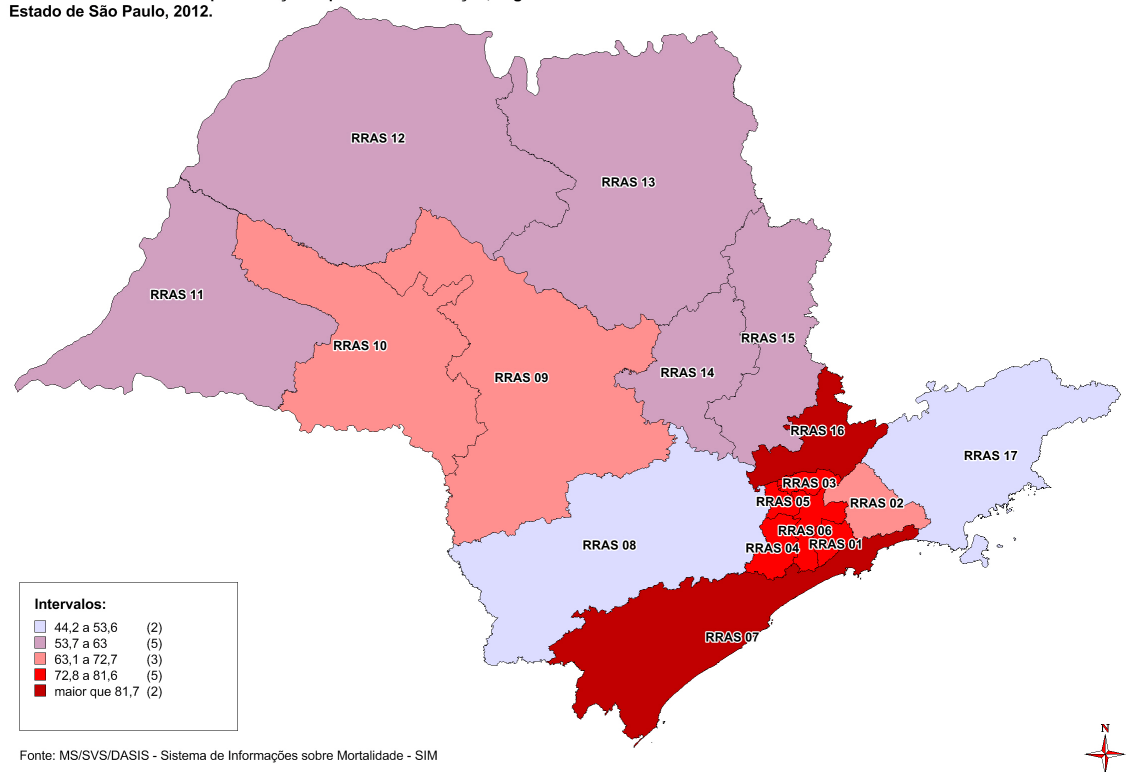 Estado de São Paulo, 2012.
RRAS 12
RRAS 13
RRAS 11
RRAS 10
RRAS 09
RRAS 14
RRAS 15
RRAS 16
RRAS 17
RRAS 03
RRAS 05
RRAS 02
RRAS 06
RRAS 04
RRAS 01
RRAS 08
RRAS 07
Intervalos:
44,2 a 53,6 (2)
53,7 a 63 (5)
63,1 a 72,7 (3)
72,8 a 81,6 (5)
maior que 81,7 (2)
Fonte: MS/SVS/DASIS - Sistema de Informações sobre Mortalidade - SIM
N